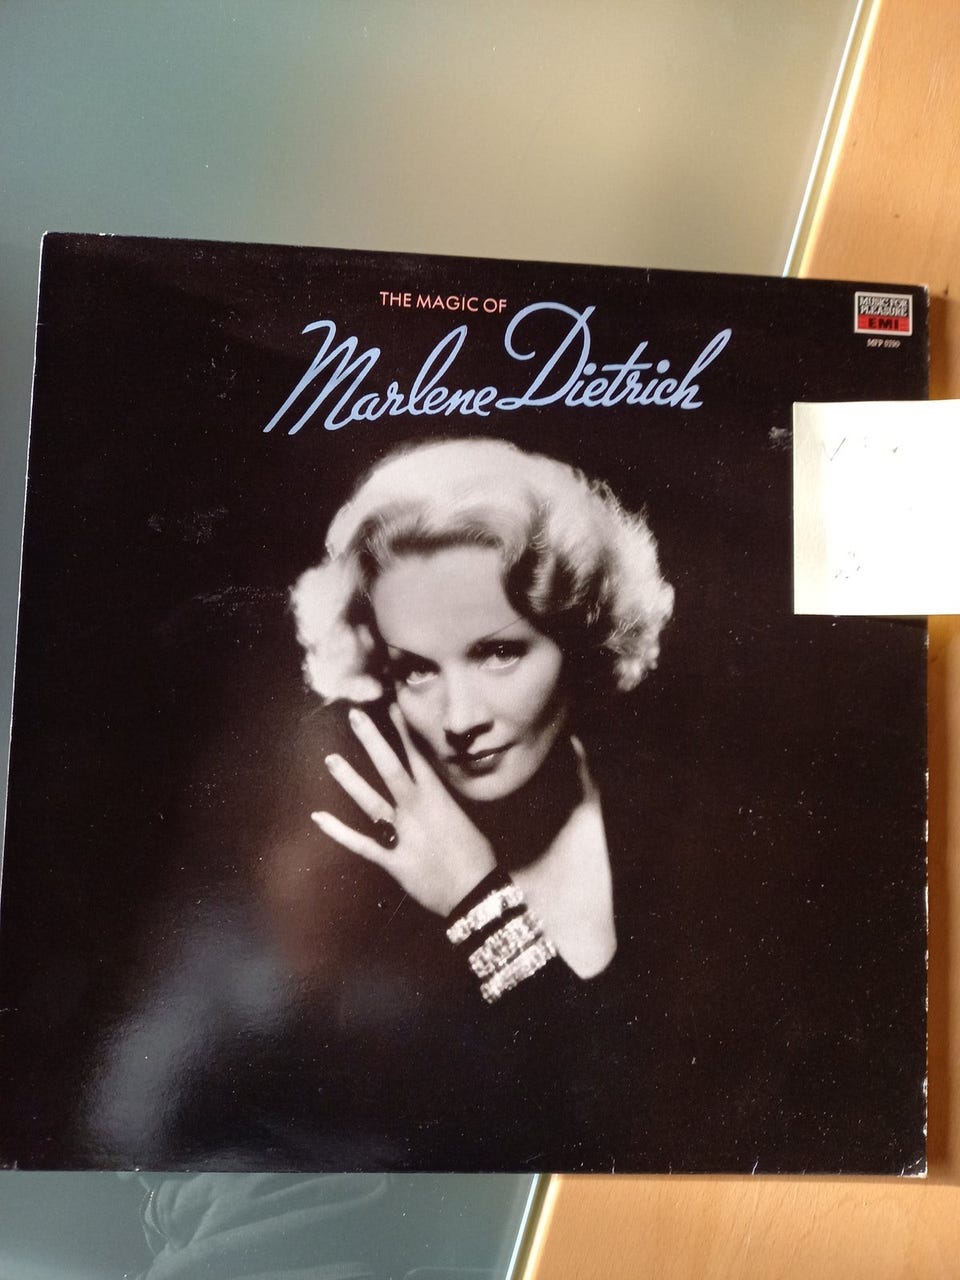 THE MAGIC OF
Marlene Dietrich
MUSIC FOR
PLEASURE
EMI